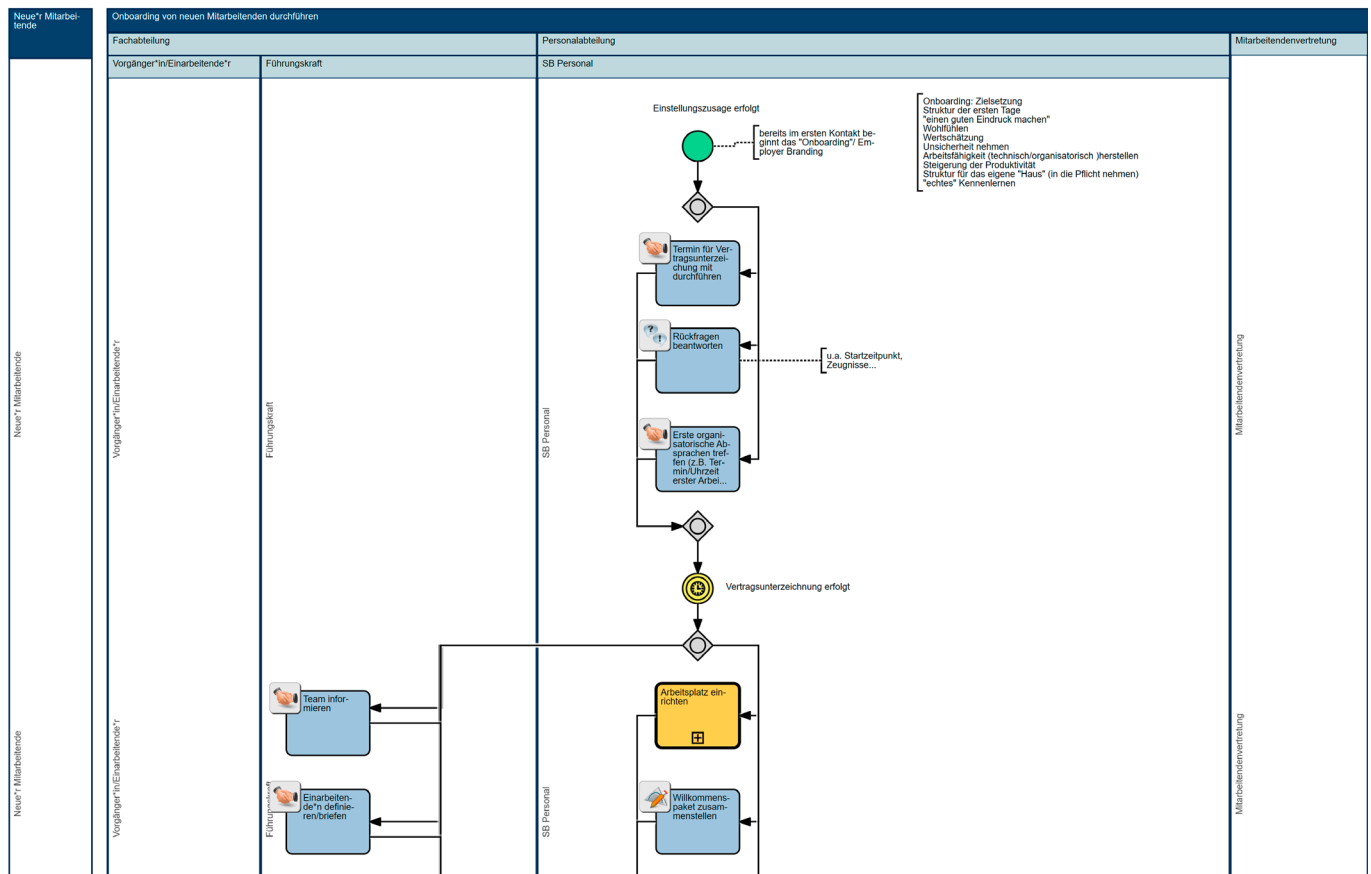 Neue*r Mitarbei-
tende
Onboarding von neuen Mitarbeitenden durchführen
Fachabteilung
Personalabteilung
Mitarbeitendenvertretung
Vorgänger*in/Einarbeitende*r
Führungskraft
SB Personal
Einstellungszusage erfolgt
bereits im ersten Kontakt be-
ginnt das "Onboarding"/ Em-
ployer Branding
Onboarding: Zielsetzung
Struktur der ersten Tage
"einen guten Eindruck machen"
Wohlfühlen
Wertschätzung
Unsicherheit nehmen
Arbeitsfähigkeit (technisch/organisatorisch )herstellen
Steigerung der Produktivität
Struktur für das eigene "Haus" (in die Pflicht nehmen)
"echtes" Kennenlernen
Termin für Ver-
tragsunterzei-
chung mit
durchführen
Rückfragen
beantworten
u.a. Startzeitpunkt,
Zeugnisse...
Neue*r Mitarbeitende
Vorgänger*in/Einarbeitende*r
Führungskraft
SB Personal
Mitarbeitendenvertretung
Erste organi-
satorische Ab-
sprachen tref-
fen (z.B. Ter-
min/Uhrzeit
erster Arbei...
Vertragsunterzeichnung erfolgt
Team infor-
mieren
Arbeitsplatz ein-
richten
Neue*r Mitarbeitende
Vorgänger*in/Einarbeitende*r
Führungskraft
SB Personal
Mitarbeitendenvertretung
Einarbeiten-
de*n definie-
ren/briefen
Willkommens-
paket zusam-
menstellen